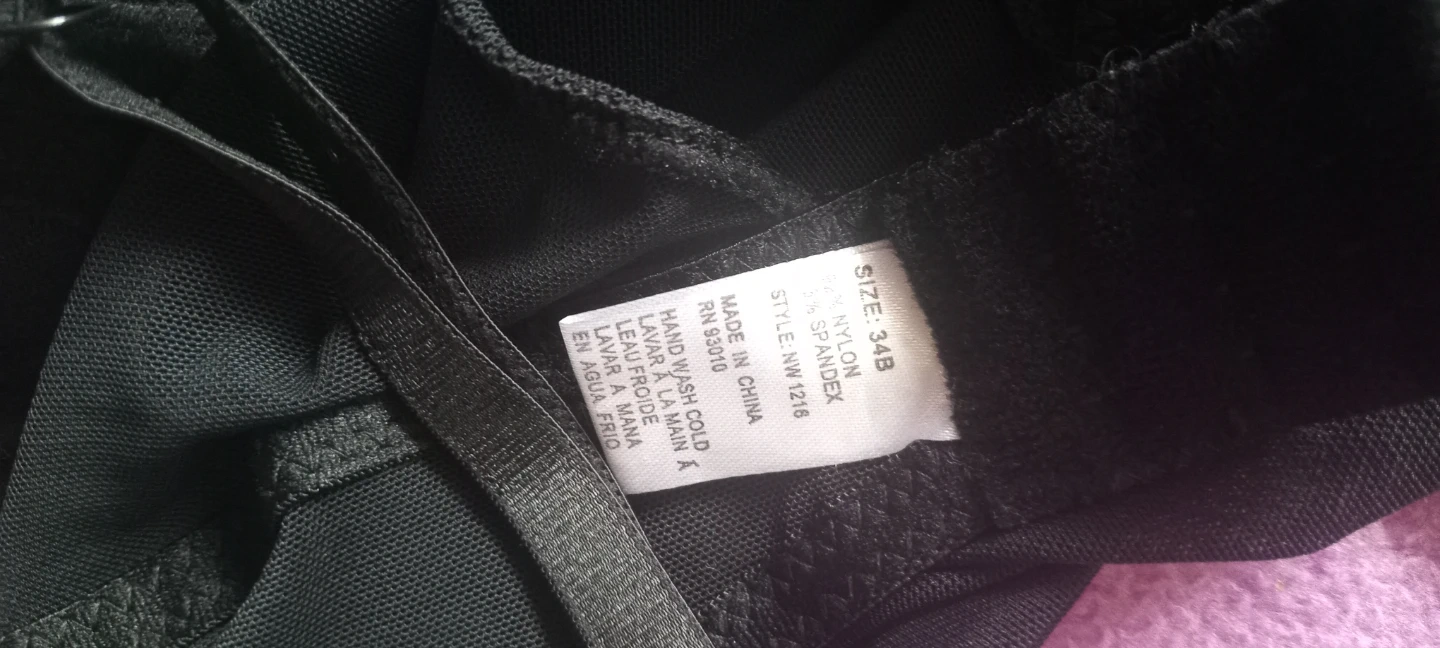 SIZE: 34B
NYLON
SPANDEX
STYLE: NW 1216
MADE IN CHINA
RN 93010
HAND WASH COLD
LAVAR À LA MAIN À
LEAU FROIDE
LAVAR A MANA
EN AGUA FRIO